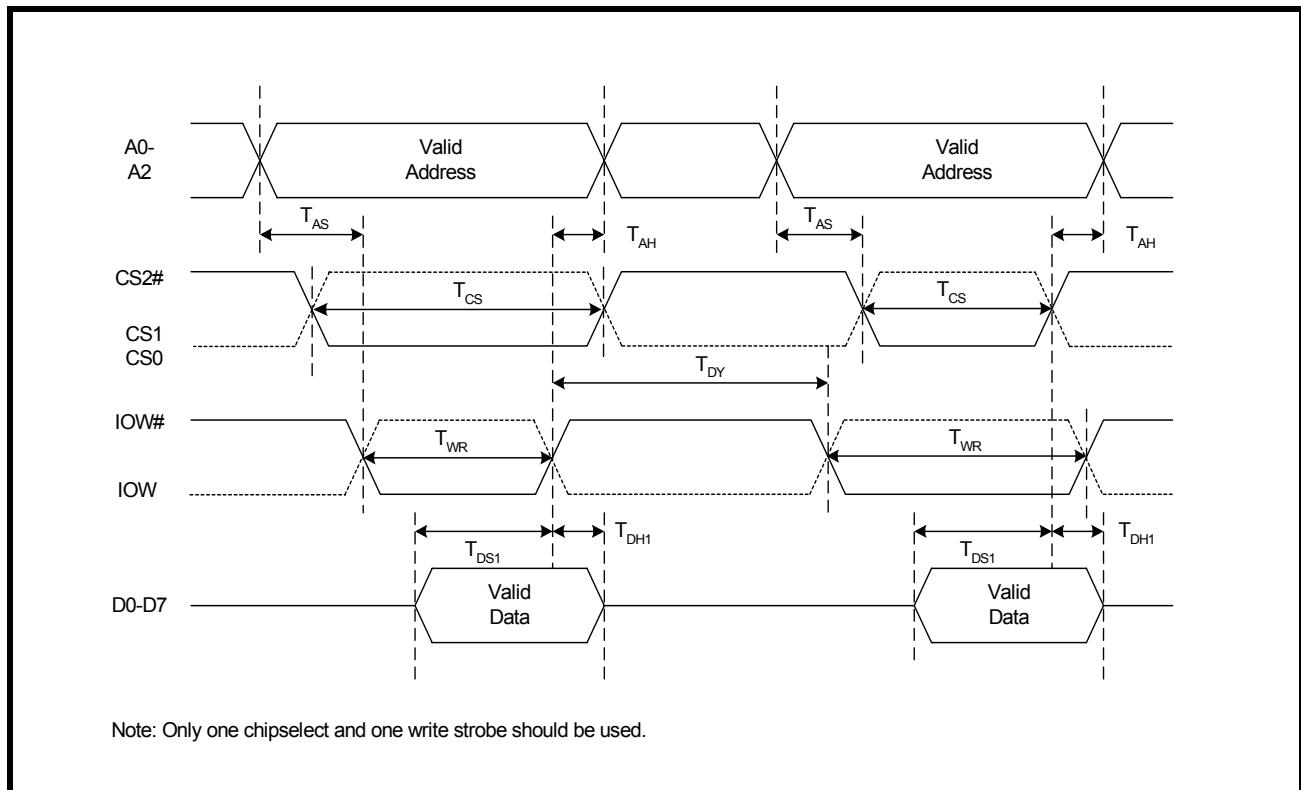 A0-
A2
Valid
Address
Valid
Address
TAS
TAH
TAS
TAH
CS2#
CS1
CS0
TCS
TCS
TDY
IOW#
IOW
TWR
TWR
TDS1
TDH1
TDS1
TDH1
D0-D7
Valid
Data
Valid
Data
Note: Only one chipselect and one write strobe should be used.